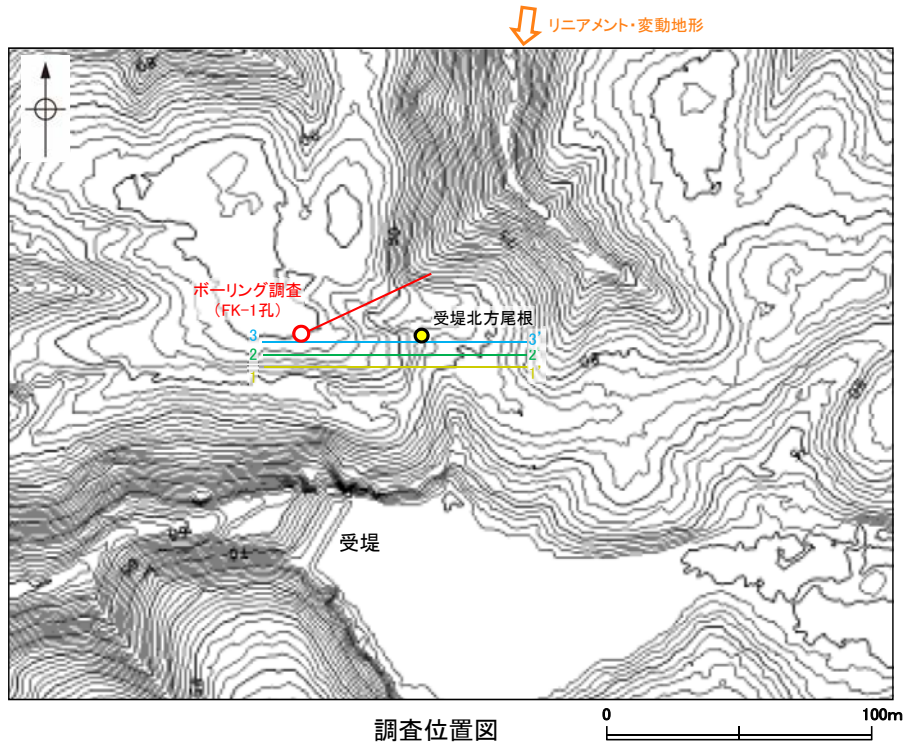 リニアメント・変動地形
ボーリング調査
(FK-1孔)
受堤北方尾根
3 3'
2 2'
1 1'
受堤
調査位置図
0 100m